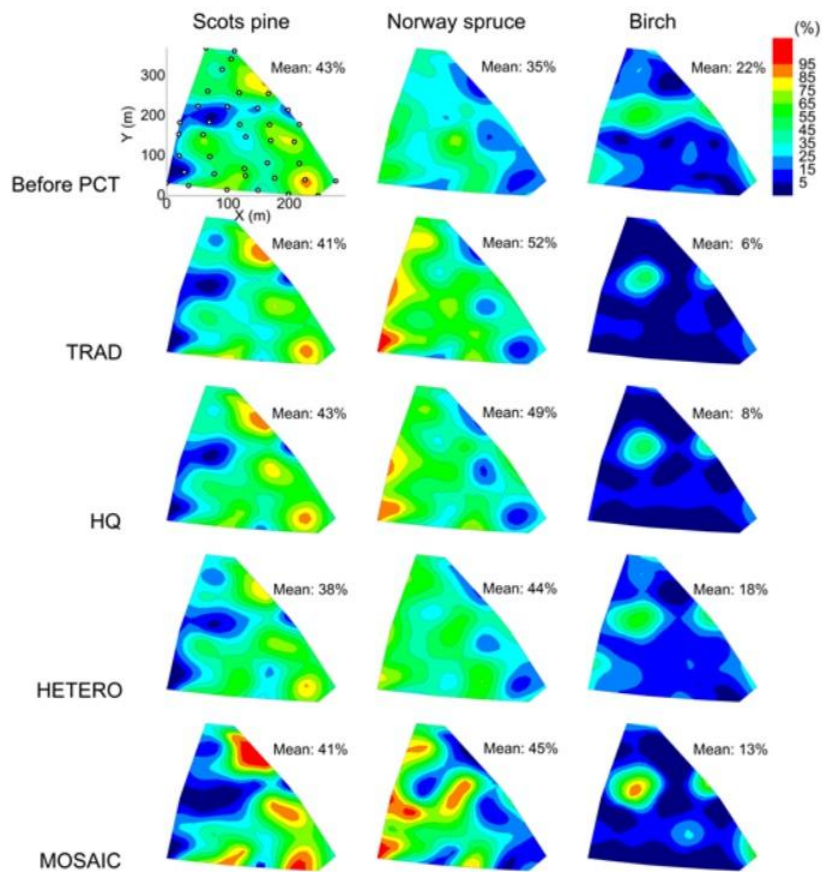 Scots pine Norway spruce Birch (%)
Mean: 43% 35% Mean: 22%
95
85
75
65
55
45
35
25
15
5
300
200
100
0
Y (m)
0 100 200
X (m)
Before PCT
Mean: 41% Mean: 52% Mean: 6%
TRAD
Mean: 43% Mean: 49% Mean: 8%
HQ
Mean: 38% Mean: 44% Mean: 18%
HETERO
Mean: 41% Mean: 45% Mean: 13%
MOSAIC